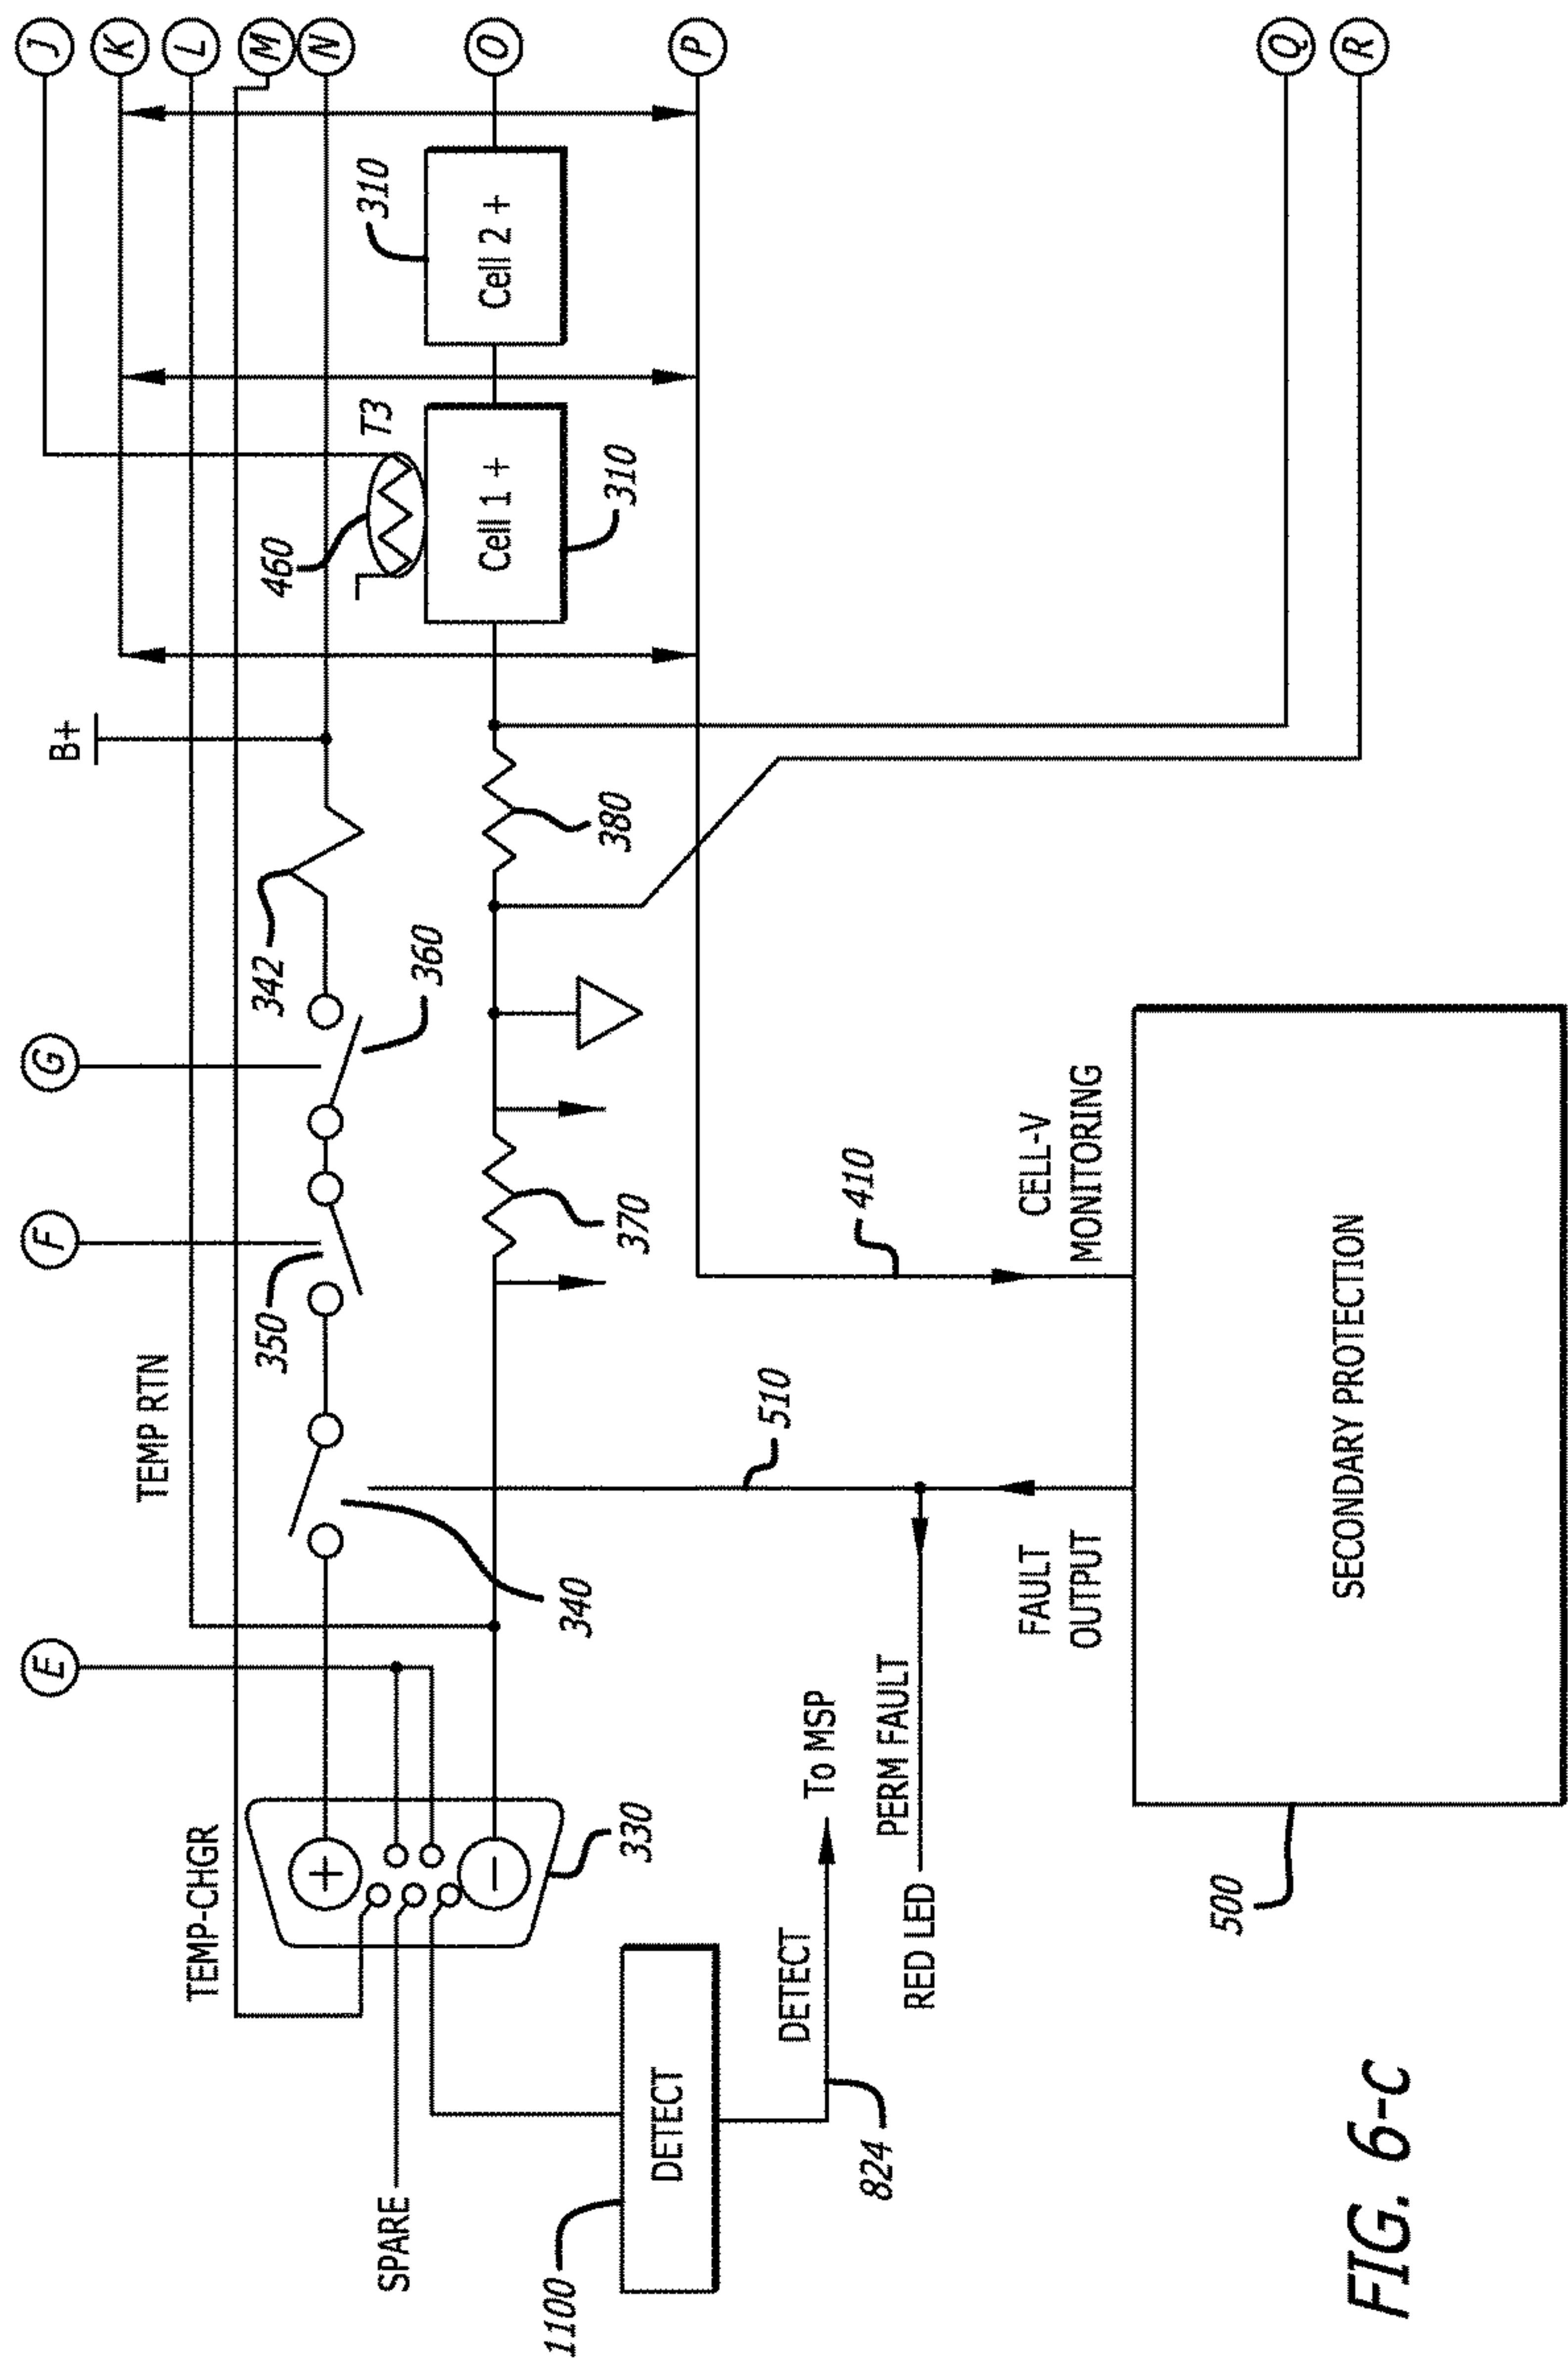 E
F
G
J
K
L
M
N
O
P
Q
R
B+
TEMP RTN
TEMP-CHGR
SPARE
+
−
330
340
350
360
342
370
380
460
T3
Cell 1 +
310
Cell 2 +
310
1100
DETECT
DETECT
To MSP
824
PERM FAULT
RED LED
510
410
FAULT
OUTPUT
CELL-V
MONITORING
SECONDARY PROTECTION
500
FIG. 6-C